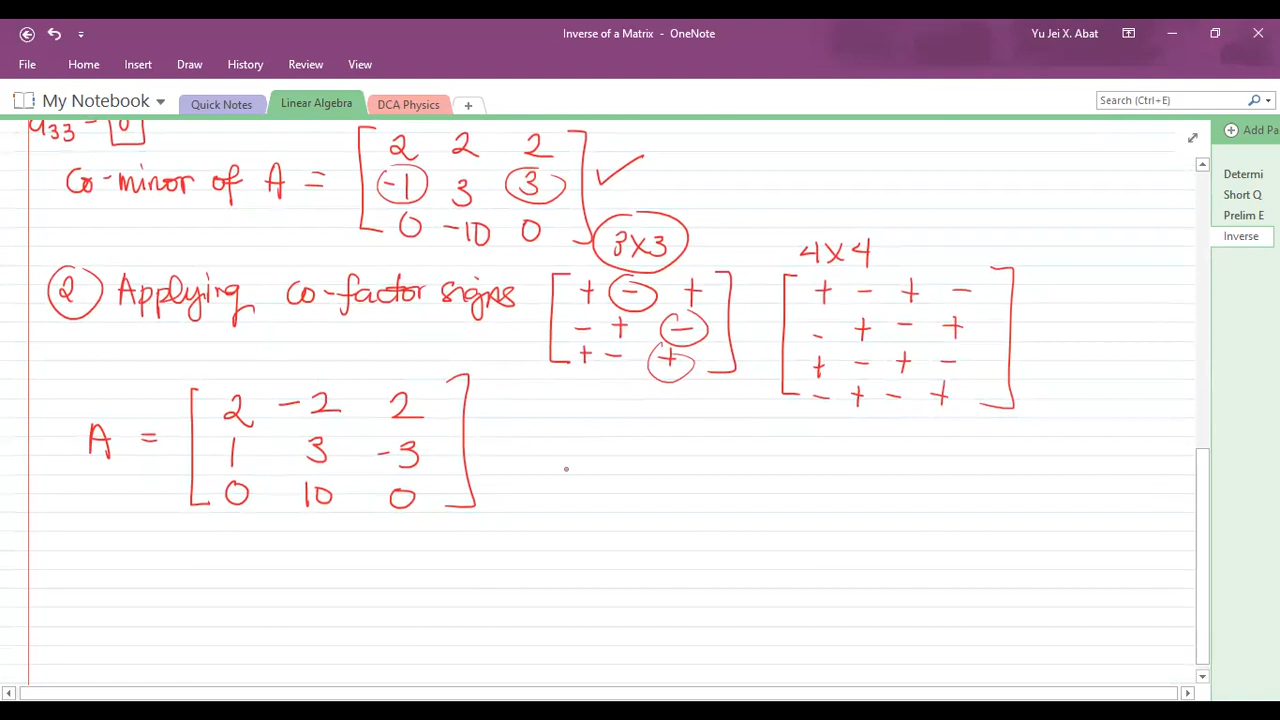 Inverse of a Matrix - OneNote
Yu Jei X. Abat
File Home Insert Draw History Review View
My Notebook
Quick Notes
Linear Algebra
DCA Physics
+
Search (Ctrl+E)
Add Pa
Determi
Short Q
Prelim E
Inverse
a33 = 0
Co-minor of A =
2 2 2
-1 3 3
0 -10 0
3x3
② Applying co-factor signs
+ - +
- + -
+ - +
4x4
+ - + -
- + - +
+ - + -
- + - +
A =
2 -2 2
1 3 -3
0 10 0